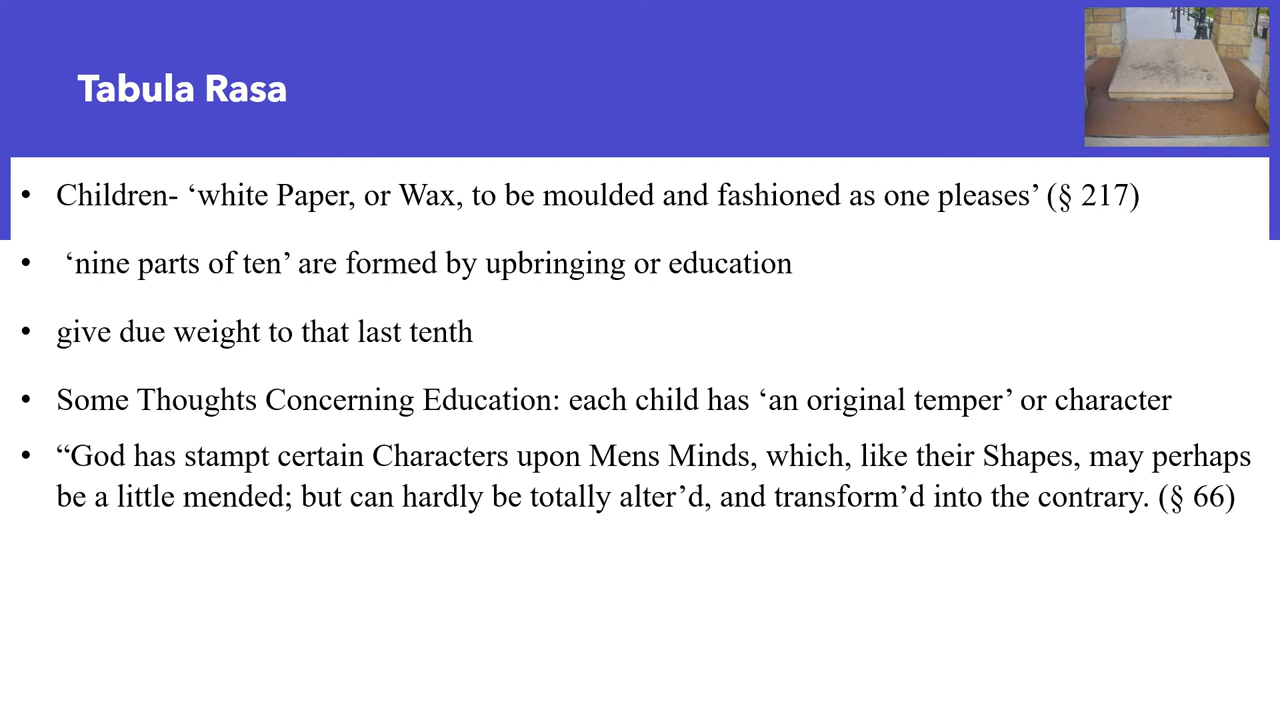 Tabula Rasa
• Children- ‘white Paper, or Wax, to be moulded and fashioned as one pleases’ (§ 217)
• ‘nine parts of ten’ are formed by upbringing or education
• give due weight to that last tenth
• Some Thoughts Concerning Education: each child has ‘an original temper’ or character
• “God has stampt certain Characters upon Mens Minds, which, like their Shapes, may perhaps
be a little mended; but can hardly be totally alter’d, and transform’d into the contrary. (§ 66)